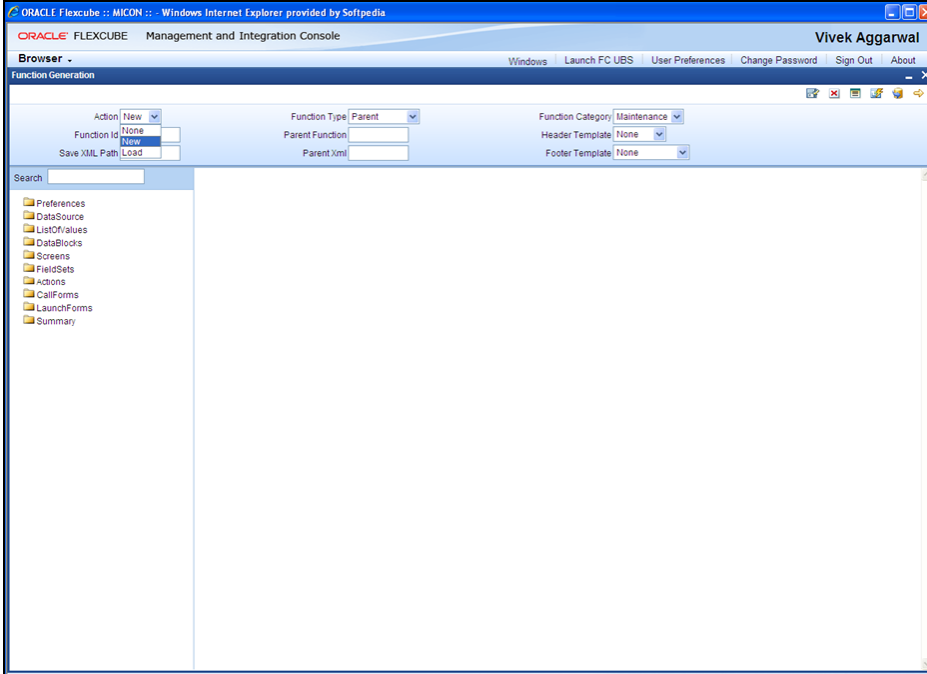 ORACLE Flexcube :: MICON :: - Windows Internet Explorer provided by Softpedia
ORACLE FLEXCUBE Management and Integration Console
Vivek Aggarwal
Browser
Windows Launch FC UBS User Preferences Change Password Sign Out About
Function Generation
Action New Function Type Parent Function Category Maintenance
Function Id None Parent Function Header Template None
New
Save XML Path Load Parent Xml Footer Template None
Search
Preferences
DataSource
ListOfValues
DataBlocks
Screens
FieldSets
Actions
CallForms
LaunchForms
Summary